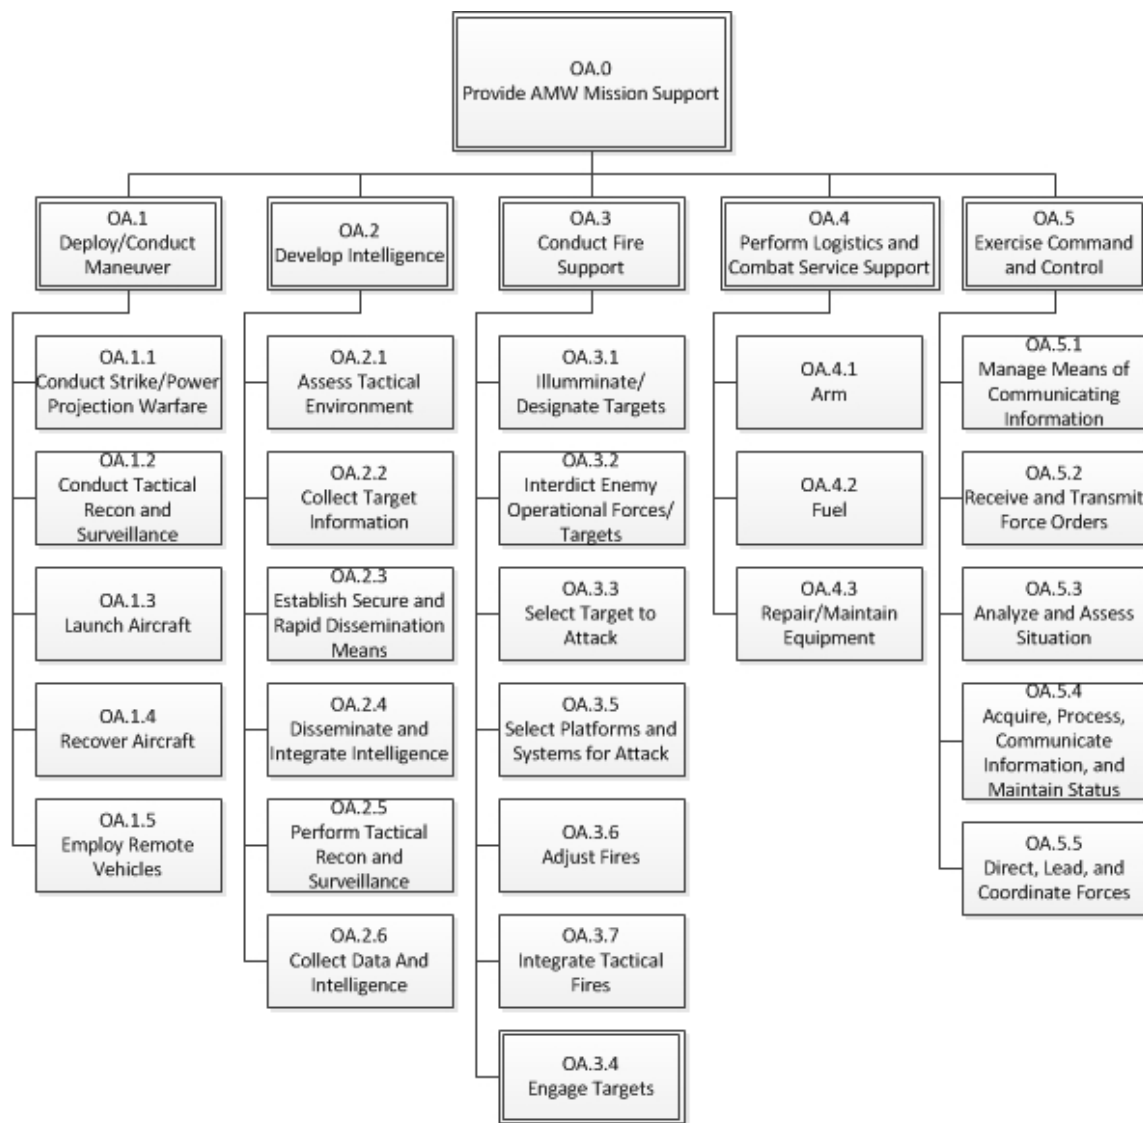 OA.0
Provide AMW Mission Support
OA.1
Deploy/Conduct
Maneuver
OA.2
Develop Intelligence
OA.3
Conduct Fire
Support
OA.4
Perform Logistics and
Combat Service Support
OA.5
Exercise Command
and Control
OA.1.1
Conduct Strike/Power
Projection Warfare
OA.1.2
Conduct Tactical
Recon and
Surveillance
OA.1.3
Launch Aircraft
OA.1.4
Recover Aircraft
OA.1.5
Employ Remote
Vehicles
OA.2.1
Assess Tactical
Environment
OA.2.2
Collect Target
Information
OA.2.3
Establish Secure and
Rapid Dissemination
Means
OA.2.4
Disseminate and
Integrate Intelligence
OA.2.5
Perform Tactical
Recon and
Surveillance
OA.2.6
Collect Data And
Intelligence
OA.3.1
Illumminate/
Designate Targets
OA.3.2
Interdict Enemy
Operational Forces/
Targets
OA.3.3
Select Target to
Attack
OA.3.5
Select Platforms and
Systems for Attack
OA.3.6
Adjust Fires
OA.3.7
Integrate Tactical
Fires
OA.3.4
Engage Targets
OA.4.1
Arm
OA.4.2
Fuel
OA.4.3
Repair/Maintain
Equipment
OA.5.1
Manage Means of
Communicating
Information
OA.5.2
Receive and Transmit
Force Orders
OA.5.3
Analyze and Assess
Situation
OA.5.4
Acquire, Process,
Communicate
Information, and
Maintain Status
OA.5.5
Direct, Lead, and
Coordinate Forces